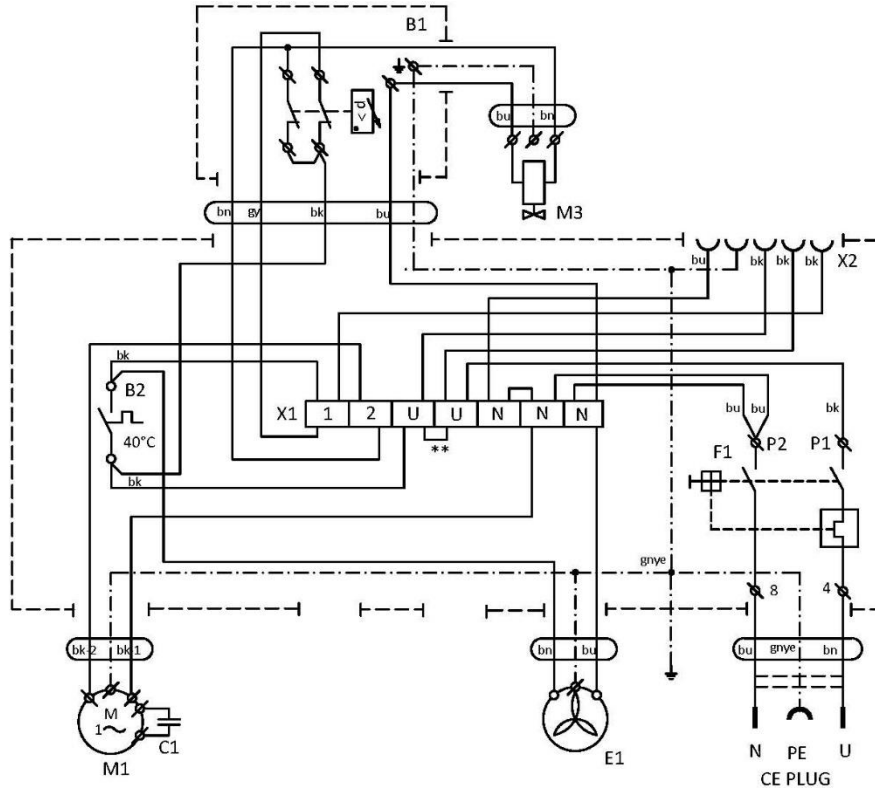 B1
< d
bu bn
M3
bn gy bk bu
bu bk bk bk X2
bk
B2
X1 1 2 U U N N N
bu bu bk
40°C
**
F1 P2 P1
bk
gnye
8 4
bk-2 bk-1 bn bu bu gnye bn
M
1
C1
M1 E1
N PE U
CE PLUG